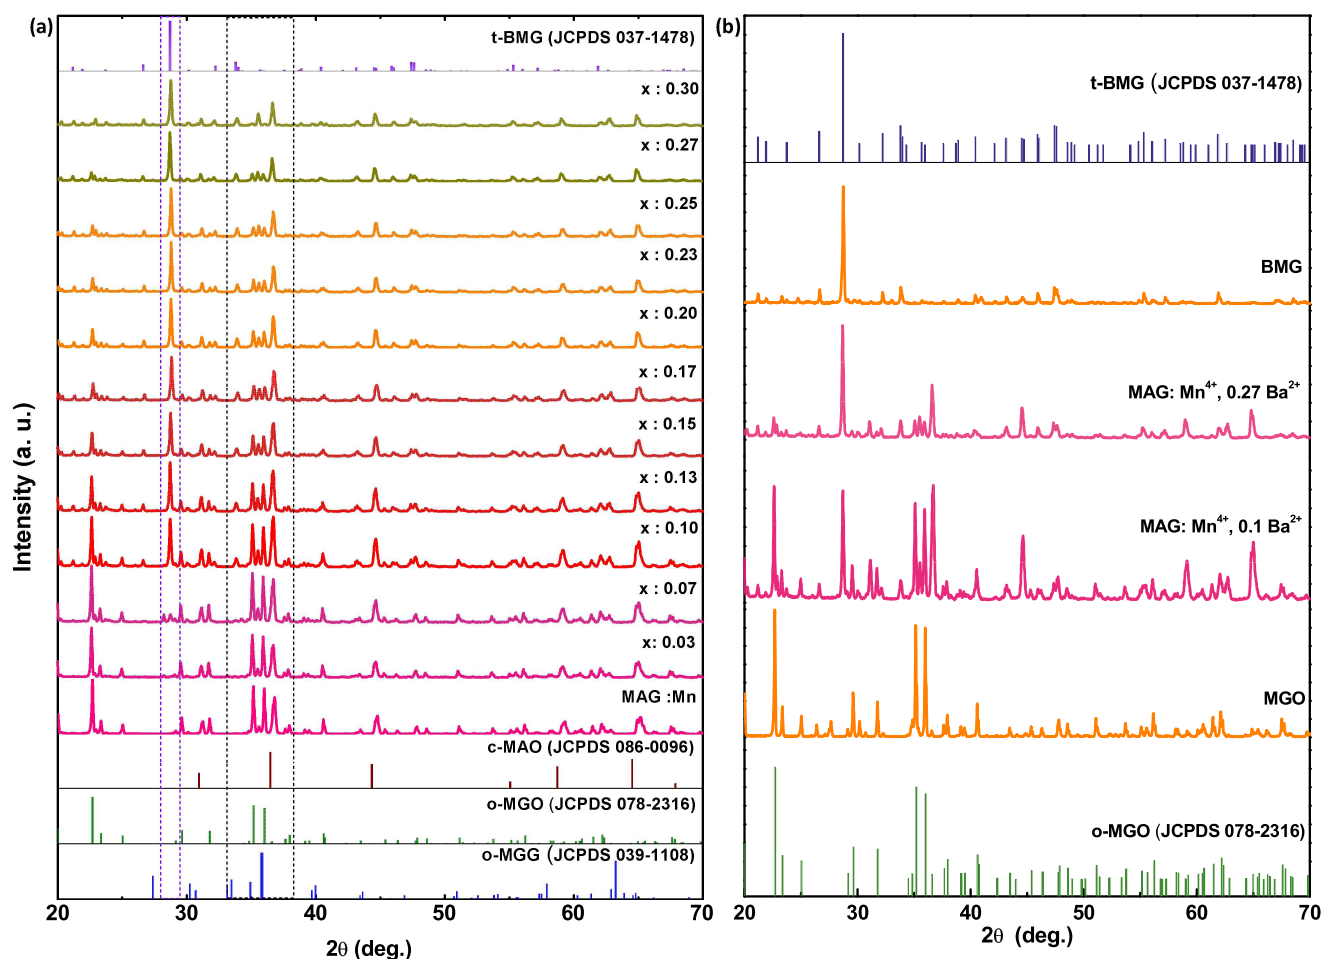 (a)
t-BMG (JCPDS 037-1478)
x : 0.30
x : 0.27
x : 0.25
x : 0.23
x : 0.20
x : 0.17
x : 0.15
x : 0.13
x : 0.10
x : 0.07
x: 0.03
MAG :Mn
c-MAO (JCPDS 086-0096)
o-MGO (JCPDS 078-2316)
o-MGG (JCPDS 039-1108)
Intensity (a. u.)
20 30 40 50 60 70
2θ (deg.)
(b)
t-BMG (JCPDS 037-1478)
BMG
MAG: Mn⁴⁺, 0.27 Ba²⁺
MAG: Mn⁴⁺, 0.1 Ba²⁺
MGO
o-MGO (JCPDS 078-2316)
20 30 40 50 60 70
2θ (deg.)